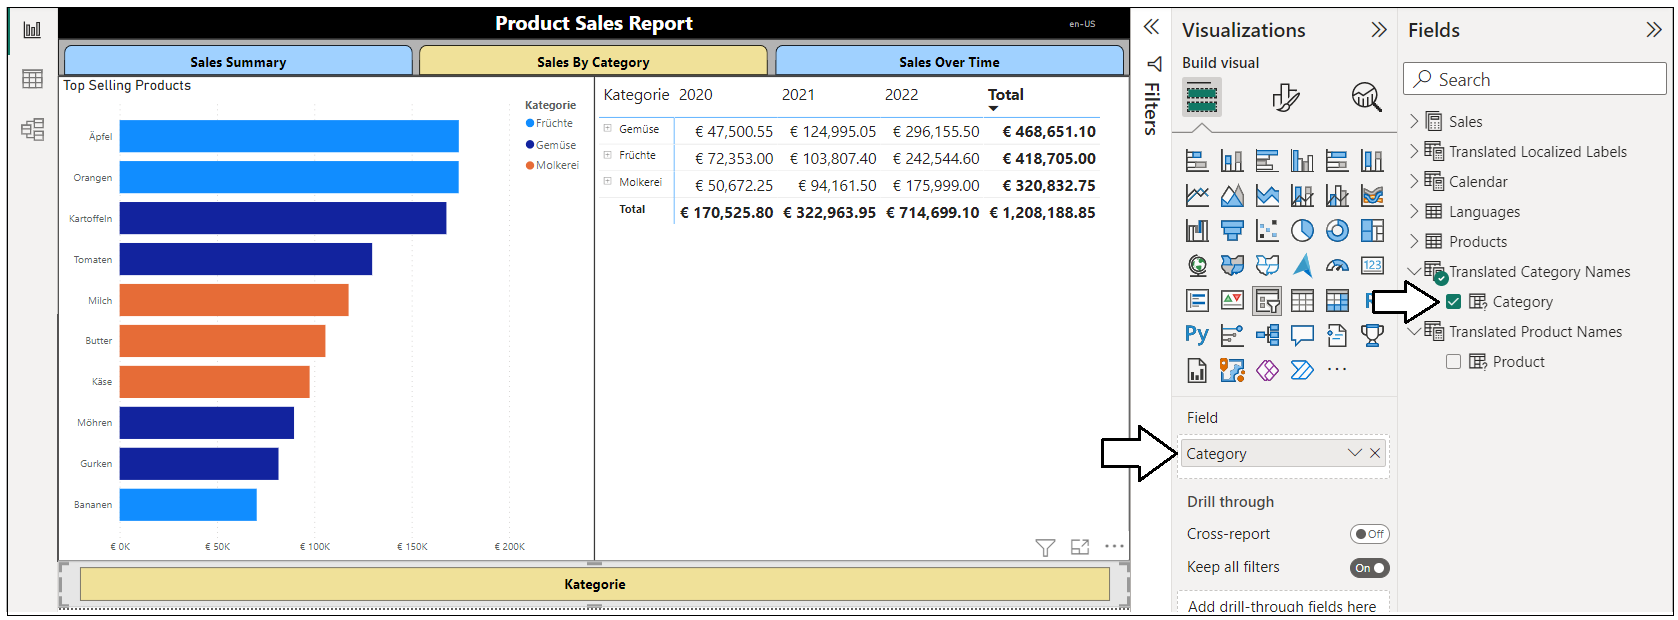 Product Sales Report
en-US
Sales Summary
Sales By Category
Sales Over Time
Top Selling Products
Kategorie
Früchte
Gemüse
Molkerei
Äpfel
Orangen
Kartoffeln
Tomaten
Milch
Butter
Käse
Möhren
Gurken
Bananen
€ 0K € 50K € 100K € 150K € 200K
Kategorie 2020 2021 2022 Total
Gemüse € 47,500.55 € 124,995.05 € 296,155.50 € 468,651.10
Früchte € 72,353.00 € 103,807.40 € 242,544.60 € 418,705.00
Molkerei € 50,672.25 € 94,161.50 € 175,999.00 € 320,832.75
Total € 170,525.80 € 322,963.95 € 714,699.10 € 1,208,188.85
Kategorie
Filters
Visualizations
Build visual
123
R
Py
Field
Category
Drill through
Cross-report Off
Keep all filters On
Add drill-through fields here
Fields
Search
Sales
Translated Localized Labels
Calendar
Languages
Products
Translated Category Names
Category
Translated Product Names
Product